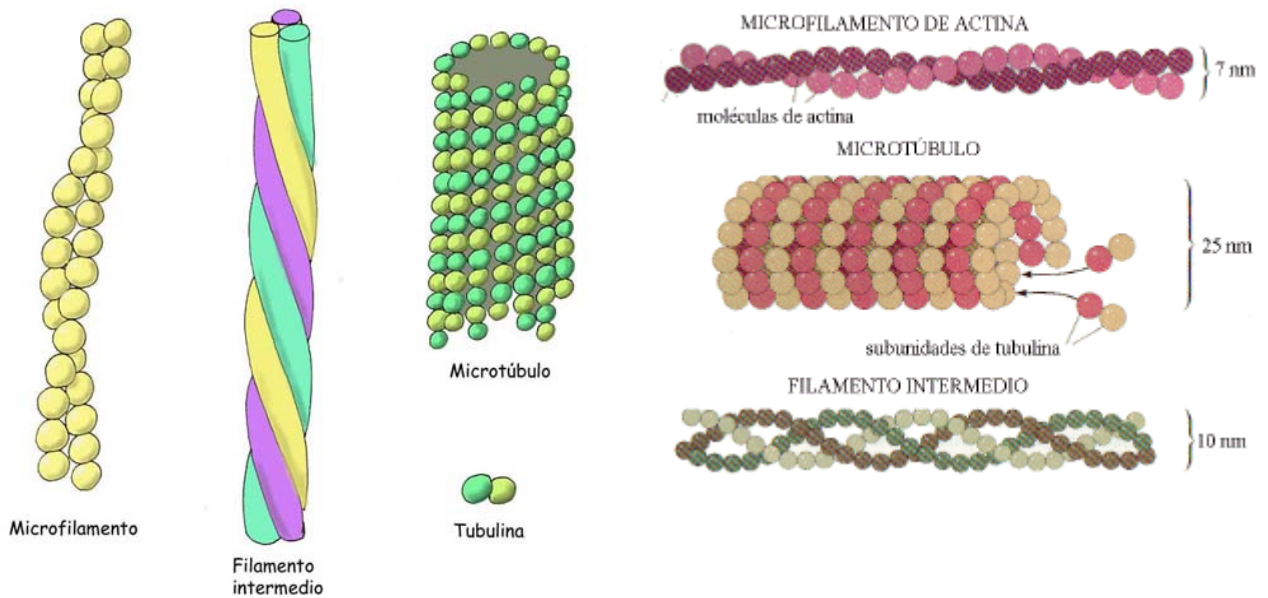 Microfilamento
Filamento
intermedio
Microtúbulo
Tubulina
MICROFILAMENTO DE ACTINA
7 nm
moléculas de actina
MICROTÚBULO
25 nm
subunidades de tubulina
FILAMENTO INTERMEDIO
10 nm